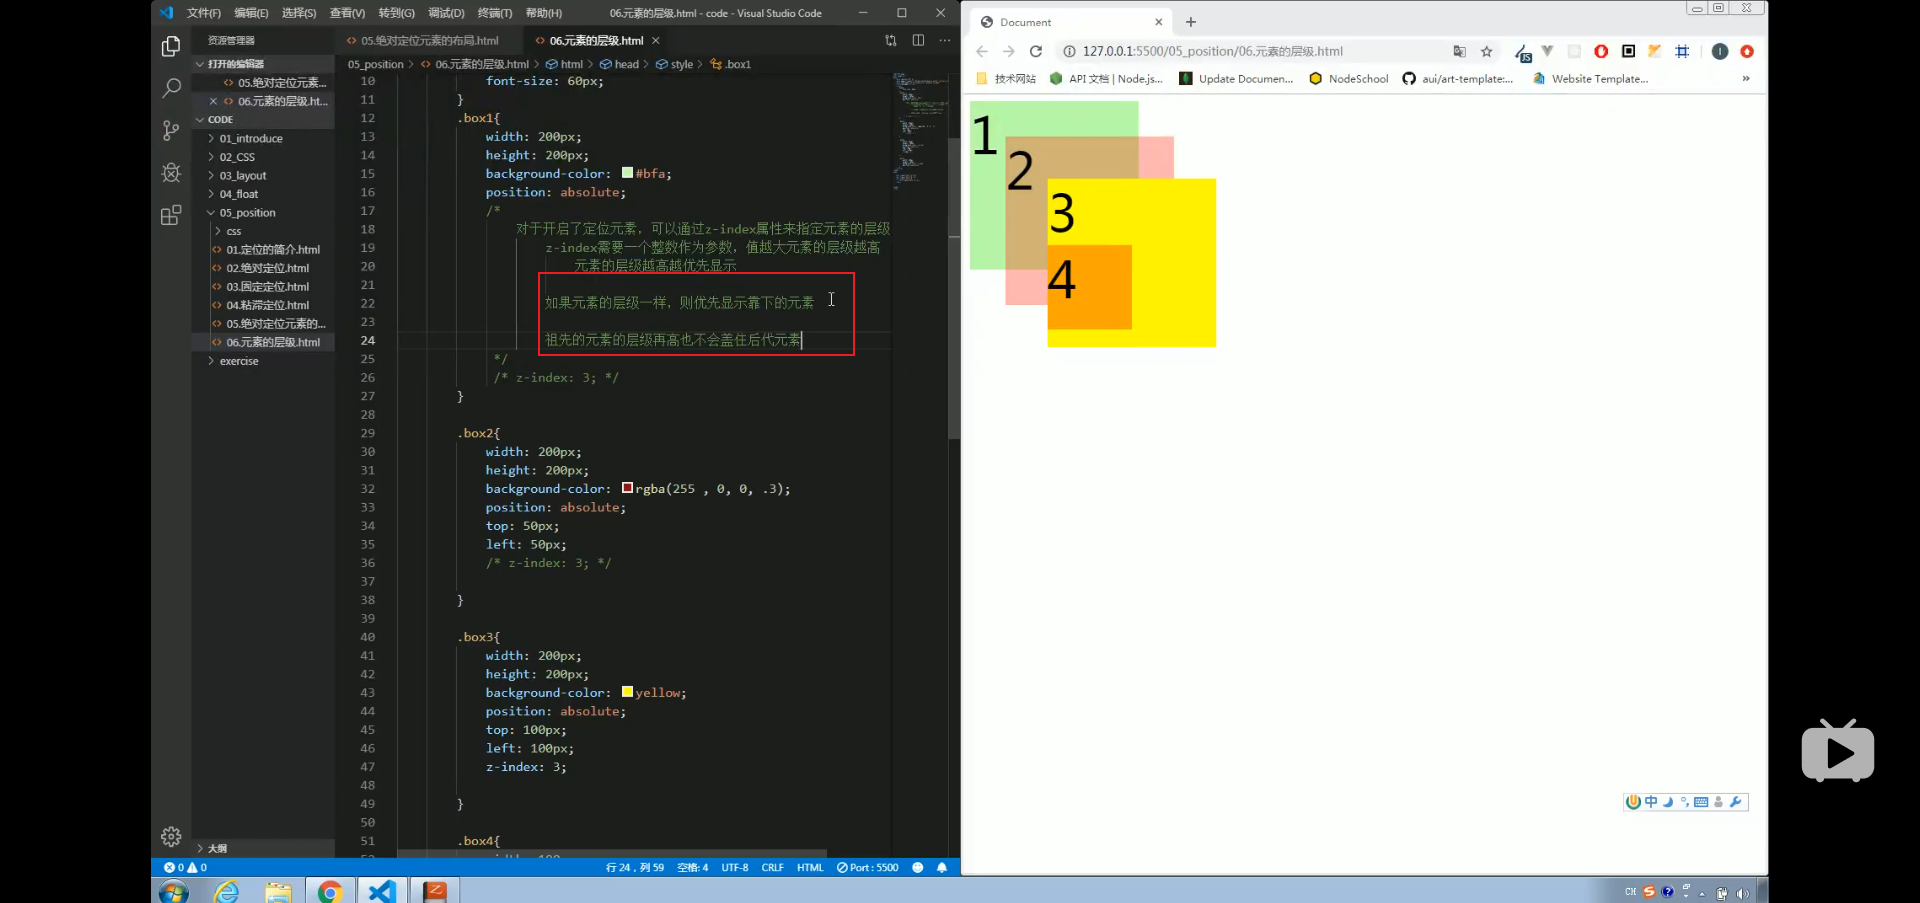 文件(F) 编辑(E) 选择(S) 查看(V) 转到(G) 调试(D) 终端(T) 帮助(H) 06.元素的层级.html - code - Visual Studio Code
资源管理器
打开的编辑器
05.绝对定位元素...
06.元素的层级.ht...
CODE
01_introduce
02_CSS
03_layout
04_float
05_position
css
01.定位的简介.html
02.绝对定位.html
03.固定定位.html
04.粘滞定位.html
05.绝对定位元素的...
06.元素的层级.html
exercise
大纲
05.绝对定位元素的布局.html 06.元素的层级.html
05_position > 06.元素的层级.html > html > head > style > .box1
10 font-size: 60px;
11 }
12 .box1{
13 width: 200px;
14 height: 200px;
15 background-color: #bfa;
16 position: absolute;
17 /*
18 对于开启了定位元素，可以通过z-index属性来指定元素的层级
19 z-index需要一个整数作为参数，值越大元素的层级越高
20 元素的层级越高越优先显示
21
22 如果元素的层级一样，则优先显示靠下的元素
23
24 祖先的元素的层级再高也不会盖住后代元素
25 */
26 /* z-index: 3; */
27 }
28
29 .box2{
30 width: 200px;
31 height: 200px;
32 background-color: rgba(255 , 0, 0, .3);
33 position: absolute;
34 top: 50px;
35 left: 50px;
36 /* z-index: 3; */
37
38 }
39
40 .box3{
41 width: 200px;
42 height: 200px;
43 background-color: yellow;
44 position: absolute;
45 top: 100px;
46 left: 100px;
47 z-index: 3;
48
49 }
50
51 .box4{
0 0 行 24，列 59 空格: 4 UTF-8 CRLF HTML Port : 5500
Document
127.0.0.1:5500/05_position/06.元素的层级.html
技术网站 API 文档 | Node.js... Update Documen... NodeSchool aui/art-template:... Website Template...
1
2
3
4
中
CH